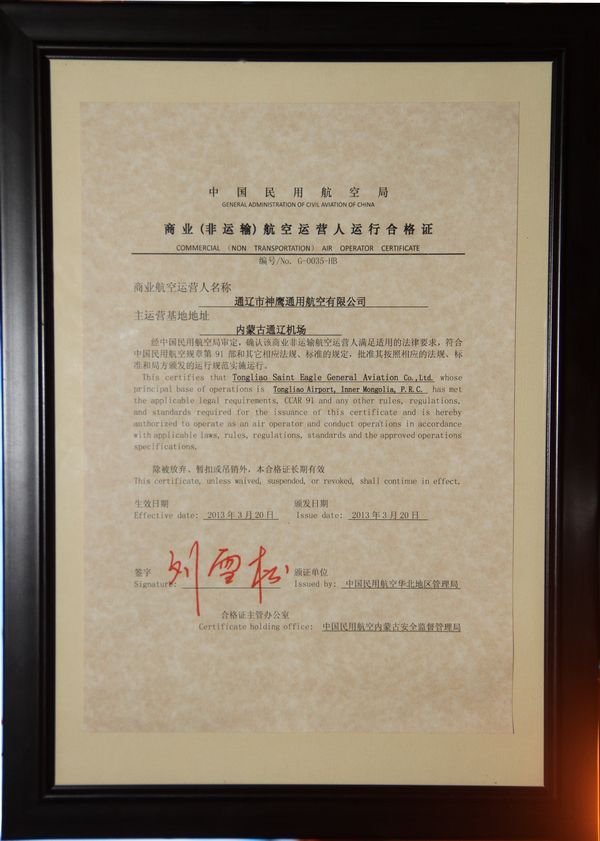 中国民用航空局
GENERAL ADMINISTRATION OF CIVIL AVIATION OF CHINA
商业(非运输)航空运营人运行合格证
COMMERCIAL (NON TRANSPORTATION) AIR OPERATOR CERTIFICATE
编号/No. G-0035-HB
商业航空运营人名称
通辽市神鹰通用航空有限公司
主运营基地地址
内蒙古通辽机场
经中国民用航空局审定，确认该商业非运输航空运营人满足适用的法律要求，符合
中国民用航空规章第 91 部和其它相应法规、标准的规定，批准其按照相应的法规、标
准和局方颁发的运行规范实施运行。
This certifies that Tongliao Saint Eagle General Aviation Co.,Ltd. whose
principal base of operations is Tongliao Airport, Inner Mongolia, P.R.C. has met
the applicable legal requirements, CCAR 91 and any other rules, regulations,
and standards required for the issuance of this certificate and is hereby
authorized to operate as an air operator and conduct operations in accordance
with applicable laws, rules, regulations, standards and the approved operations
specifications.
除被放弃、暂扣或吊销外，本合格证长期有效
This certificate, unless waived, suspended, or revoked, shall continue in effect.
生效日期 颁发日期
Effective date: 2013 年 3 月 20 日 Issue date: 2013 年 3 月 20 日
签字 刘雪松 颁证单位
Signature: Issued by: 中国民用航空华北地区管理局
合格证主管办公室
Certificate holding office: 中国民用航空内蒙古安全监督管理局